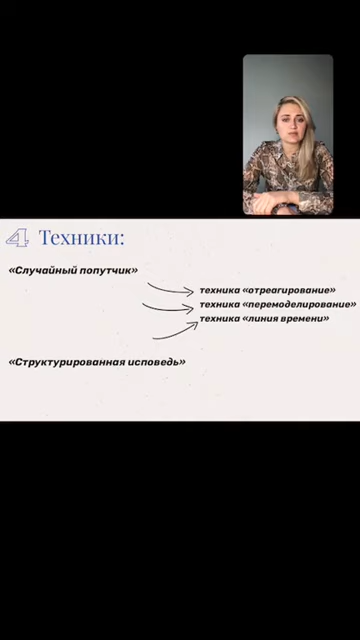 4 Техники:
«Случайный попутчик»
техника «отреагирование»
техника «перемоделирование»
техника «линия времени»
«Структурированная исповедь»